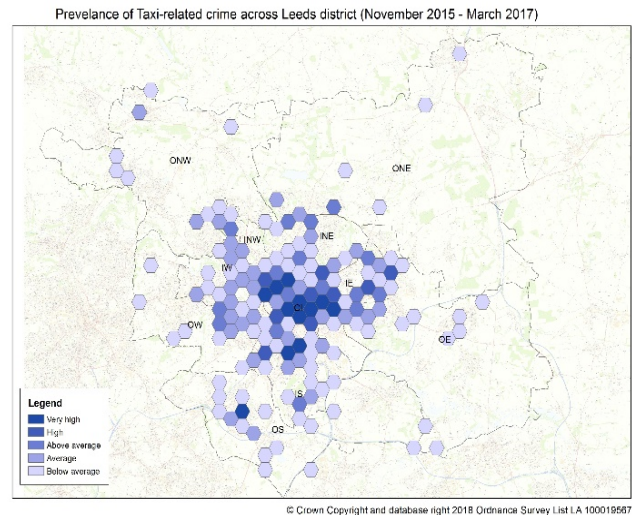 Prevelance of Taxi-related crime across Leeds district (November 2015 - March 2017)
ONW
ONE
INW
INE
IW
IE
CI
OW
OE
IS
OS
Legend
Very high
High
Above average
Average
Below average
© Crown Copyright and database right 2018 Ordnance Survey List LA 100019567